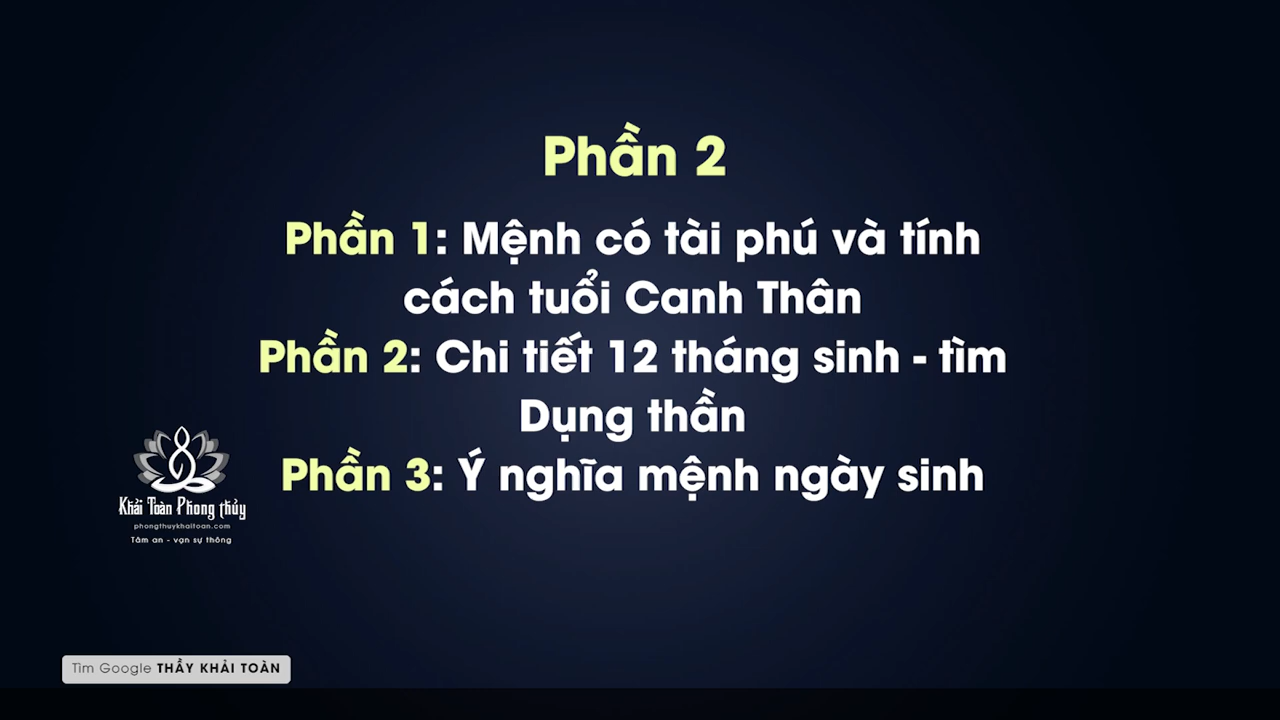 Phần 2
Phần 1: Mệnh có tài phú và tính
cách tuổi Canh Thân
Phần 2: Chi tiết 12 tháng sinh - tìm
Dụng thần
Phần 3: Ý nghĩa mệnh ngày sinh
Khải Toàn Phong thủy
phongthuykhaitoan.com
Tâm an - vạn sự thông
Tìm Google THẦY KHẢI TOÀN